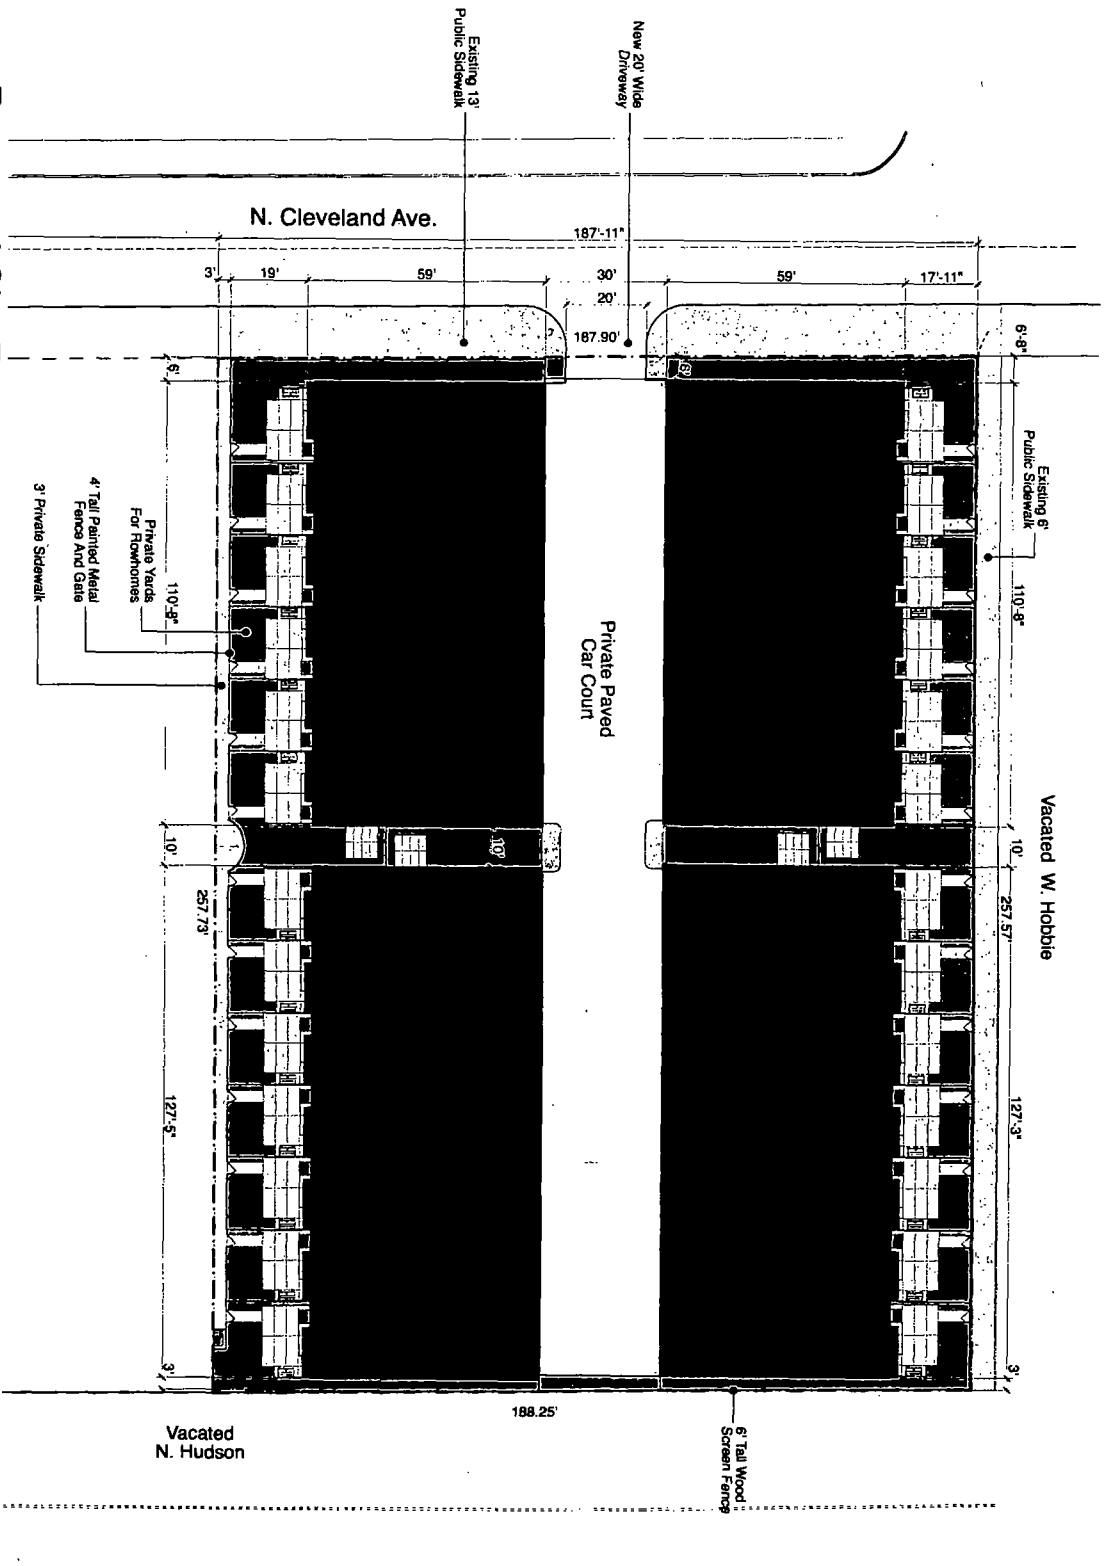 Existing 13'
Public Sidewalk
New 20' Wide
Driveway
N. Cleveland Ave.
187'-11"
3'
19'
59'
30'
59'
17'-11"
20'
187.90'
6'-8"
6'
6'
Existing 6'
Public Sidewalk
110'-8"
110'-8"
Private Yards
For Rowhomes
4' Tall Painted Metal
Fence And Gate
3' Private Sidewalk
Private Paved
Car Court
Vacated W. Hobbie
10'
10'
10'
257.73'
257.57'
127'-5"
127'-3"
3'
3'
188.25'
6' Tall Wood
Screen Fence
Vacated
N. Hudson